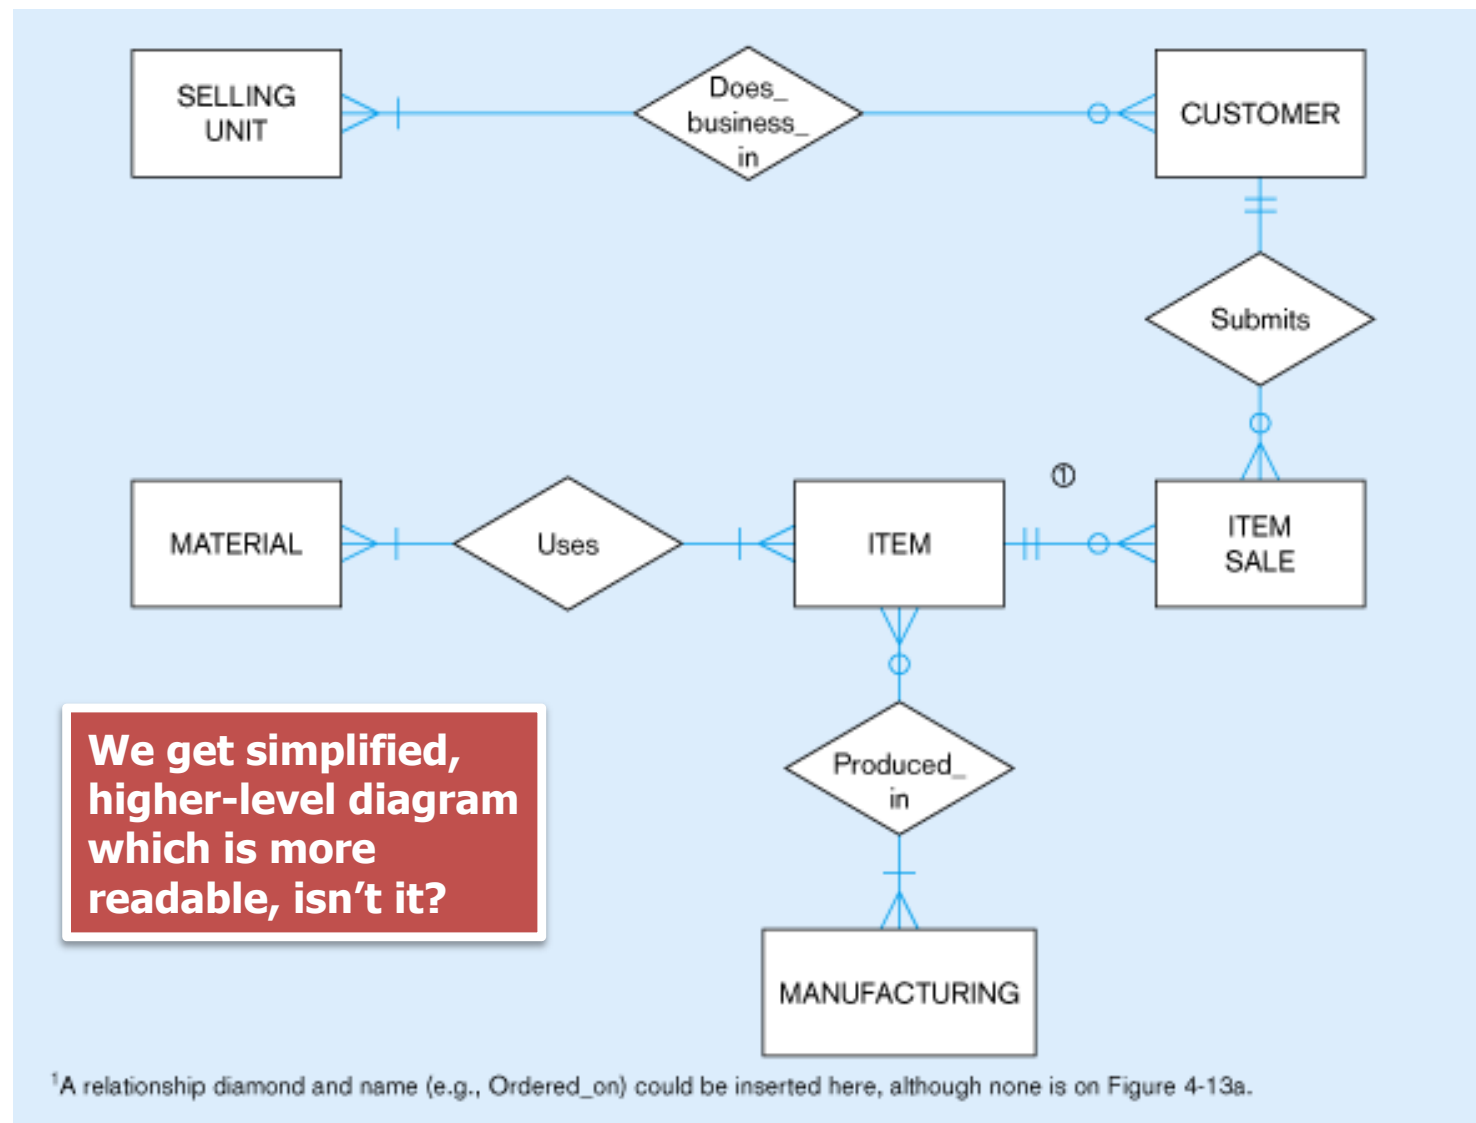 SELLING
UNIT
Does_
business_
in
CUSTOMER
Submits
MATERIAL
Uses
ITEM
①
ITEM
SALE
We get simplified,
higher-level diagram
which is more
readable, isn’t it?
Produced_
in
MANUFACTURING
¹A relationship diamond and name (e.g., Ordered_on) could be inserted here, although none is on Figure 4-13a.